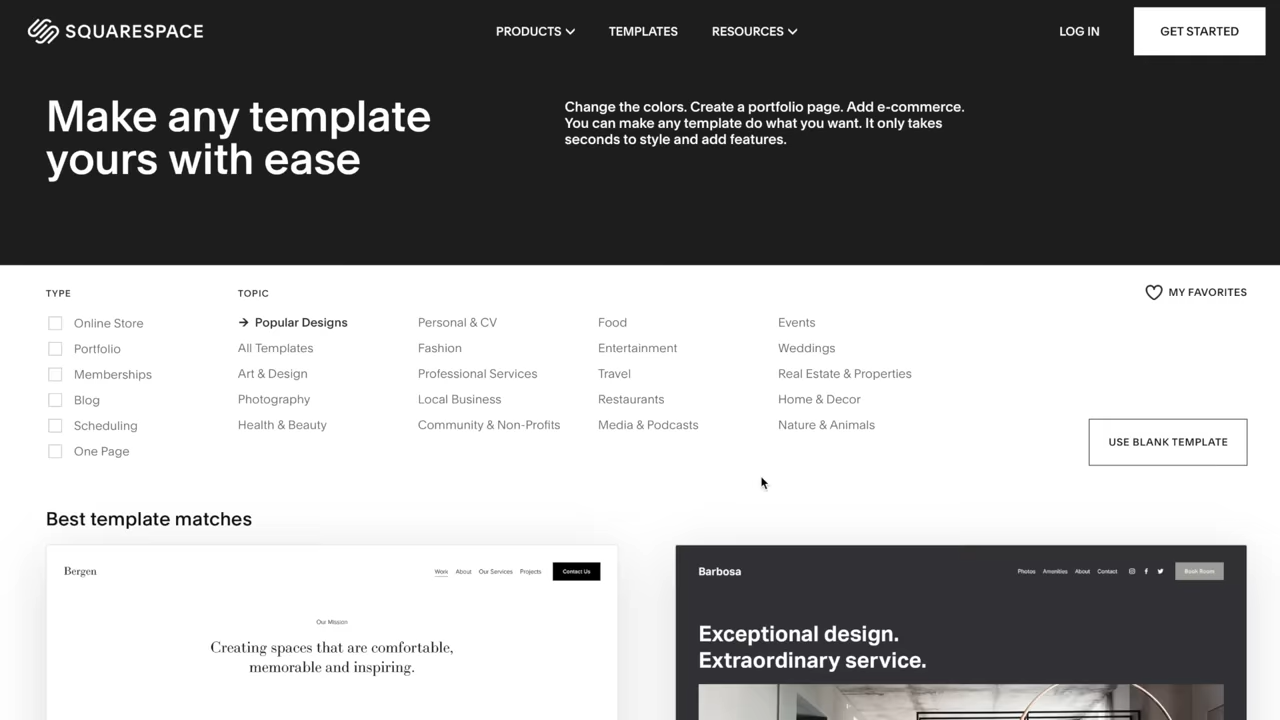 SQUARESPACE
PRODUCTS
TEMPLATES
RESOURCES
LOG IN
GET STARTED
Make any template
yours with ease
Change the colors. Create a portfolio page. Add e-commerce.
You can make any template do what you want. It only takes
seconds to style and add features.
TYPE
Online Store
Portfolio
Memberships
Blog
Scheduling
One Page
TOPIC
Popular Designs
All Templates
Art & Design
Photography
Health & Beauty
Personal & CV
Fashion
Professional Services
Local Business
Community & Non-Profits
Food
Entertainment
Travel
Restaurants
Media & Podcasts
Events
Weddings
Real Estate & Properties
Home & Decor
Nature & Animals
MY FAVORITES
USE BLANK TEMPLATE
Best template matches
Bergen
Work About Our Services Projects Contact Us
Our Mission
Creating spaces that are comfortable,
memorable and inspiring.
Barbosa
Photos Amenities About Contact Book Room
Exceptional design.
Extraordinary service.